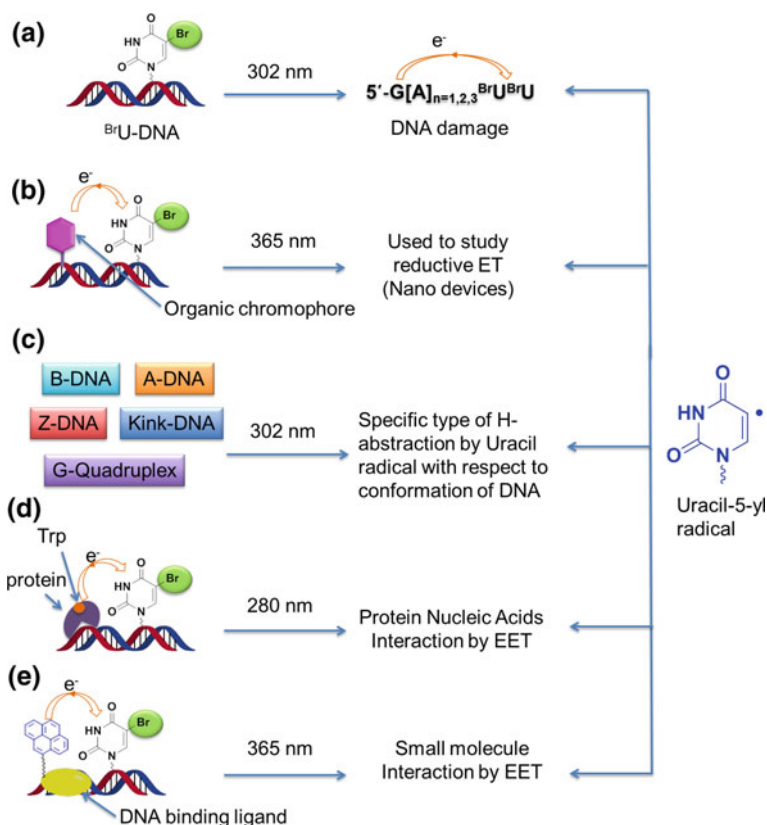 (a)
Br
O
HN
O
N
BrU-DNA
302 nm
e-
5′-G[A]n=1,2,3BrUBrU
DNA damage
(b)
e-
O
Br
HN
O
N
Organic chromophore
365 nm
Used to study
reductive ET
(Nano devices)
(c)
B-DNA
A-DNA
Z-DNA
Kink-DNA
G-Quadruplex
302 nm
Specific type of H-
abstraction by Uracil
radical with respect to
conformation of DNA
O
HN
O
N
Uracil-5-yl
radical
(d)
Trp
e-
protein
O
Br
HN
O
N
280 nm
Protein Nucleic Acids
Interaction by EET
(e)
e-
O
Br
HN
O
N
DNA binding ligand
365 nm
Small molecule
Interaction by EET